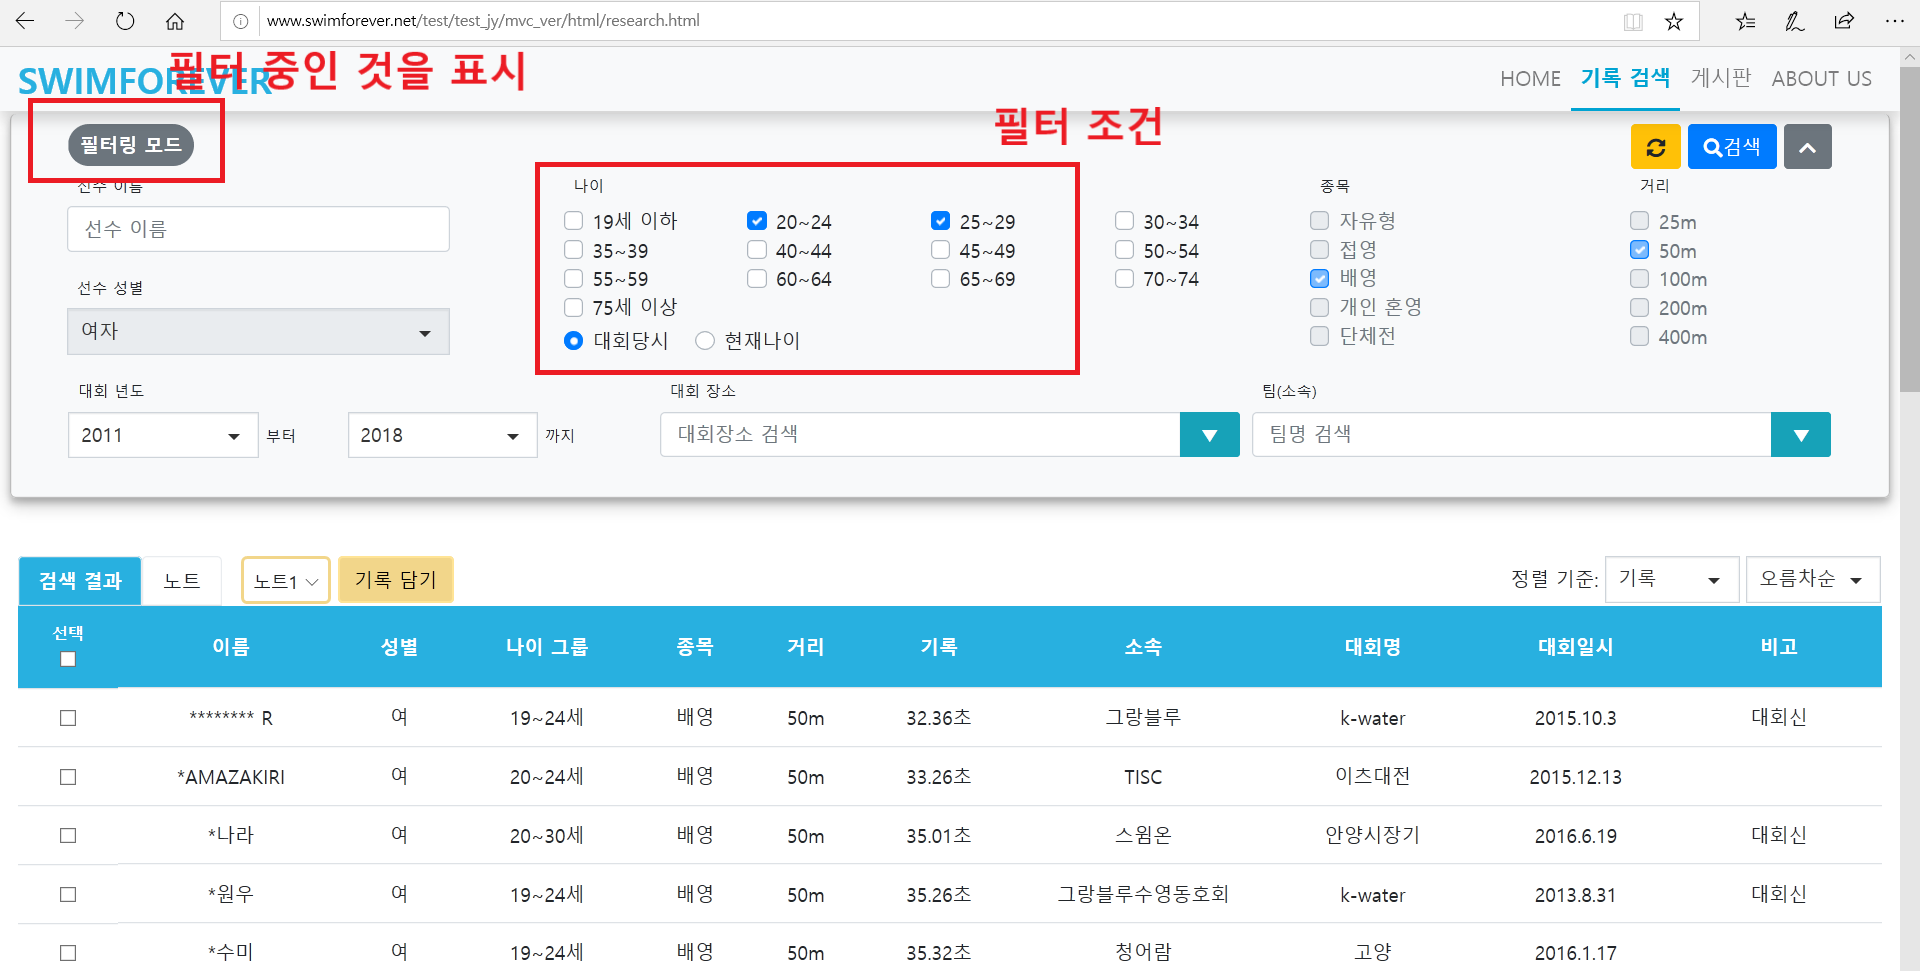 www.swimforever.net/test/test_jy/mvc_ver/html/research.html
SWIMFOREVER
필터 중인 것을 표시
HOME 기록 검색 게시판 ABOUT US
필터 조건
필터링 모드
검색
선수 이름
선수 이름
선수 성별
여자
나이
19세 이하 20~24 25~29 30~34
35~39 40~44 45~49 50~54
55~59 60~64 65~69 70~74
75세 이상
대회당시 현재나이
종목
자유형
접영
배영
개인 혼영
단체전
거리
25m
50m
100m
200m
400m
대회 년도
2011 부터 2018 까지
대회 장소
대회장소 검색
팀(소속)
팀명 검색
검색 결과 노트 노트1 기록 담기 정렬 기준: 기록 오름차순
선택 이름 성별 나이 그룹 종목 거리 기록 소속 대회명 대회일시 비고
******** R 여 19~24세 배영 50m 32.36초 그랑블루 k-water 2015.10.3 대회신
*AMAZAKIRI 여 20~24세 배영 50m 33.26초 TISC 이츠대전 2015.12.13
*나라 여 20~30세 배영 50m 35.01초 스윔온 안양시장기 2016.6.19 대회신
*원우 여 19~24세 배영 50m 35.26초 그랑블루수영동호회 k-water 2013.8.31 대회신
*수미 여 19~24세 배영 50m 35.32초 청어람 고양 2016.1.17